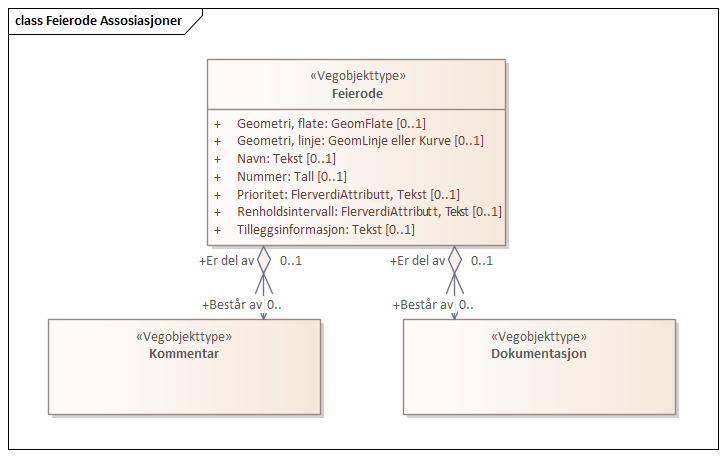 class Feierode Assosiasjoner
«Vegobjekttype»
Feierode
+ Geometri, flate: GeomFlate [0..1]
+ Geometri, linje: GeomLinje eller Kurve [0..1]
+ Navn: Tekst [0..1]
+ Nummer: Tall [0..1]
+ Prioritet: FlerverdiAttributt, Tekst [0..1]
+ Renholdsintervall: FlerverdiAttributt, Tekst [0..1]
+ Tilleggsinformasjon: Tekst [0..1]
+Er del av 0..1 +Er del av 0..1
+Består av 0.. +Består av 0..
«Vegobjekttype» «Vegobjekttype»
Kommentar Dokumentasjon